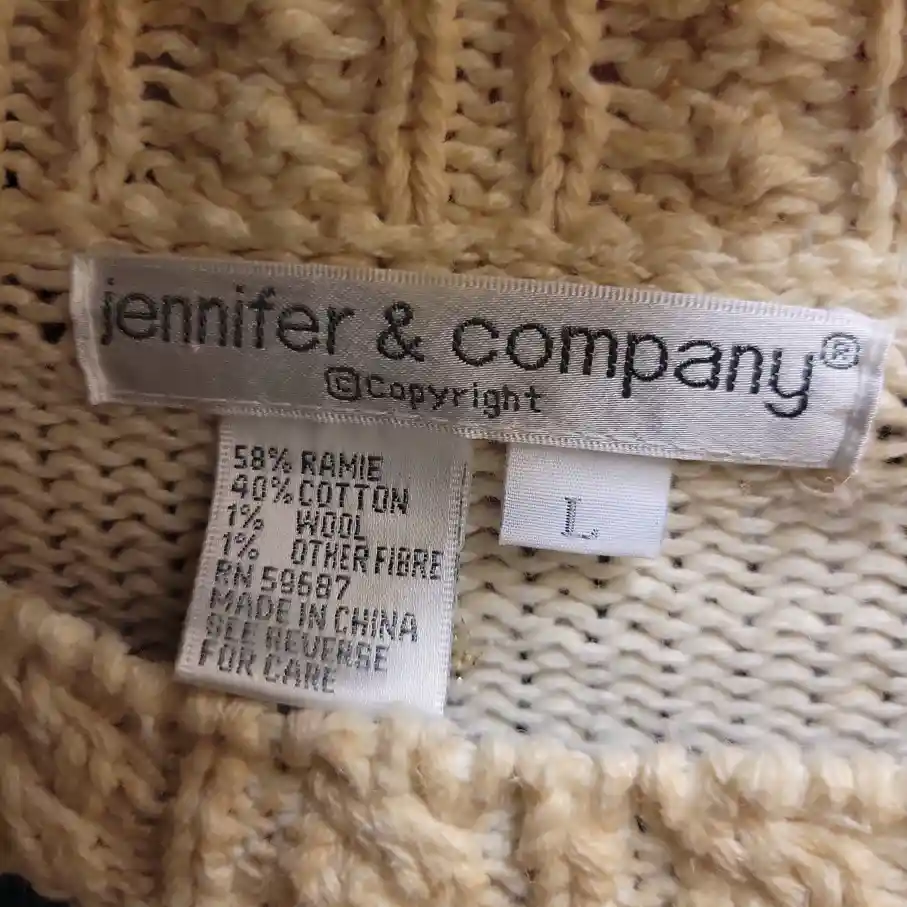 jennifer & company®
©Copyright
58% RAMIE
40% COTTON
1% WOOL
1% OTHER FIBRE
RN 59687
MADE IN CHINA
SEE REVERSE
FOR CARE
L